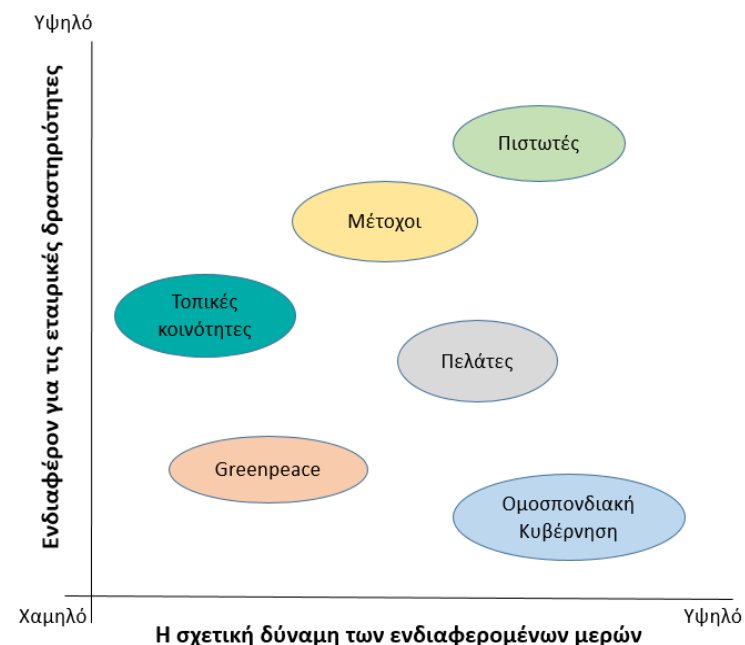 Υψηλό
Ενδιαφέρον για τις εταιρικές δραστηριότητες
Πιστωτές
Μέτοχοι
Τοπικές
κοινότητες
Πελάτες
Greenpeace
Ομοσπονδιακή
Κυβέρνηση
Χαμηλό
Υψηλό
Η σχετική δύναμη των ενδιαφερομένων μερών